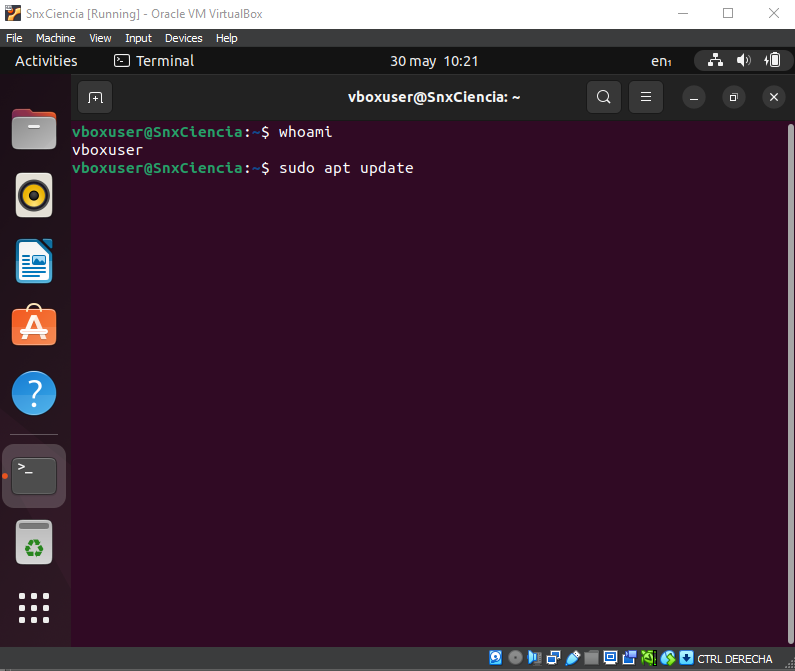 SnxCiencia [Running] - Oracle VM VirtualBox
File Machine View Input Devices Help
Activities Terminal 30 may 10:21 en₁
vboxuser@SnxCiencia: ~
vboxuser@SnxCiencia:~$ whoami
vboxuser
vboxuser@SnxCiencia:~$ sudo apt update
CTRL DERECHA